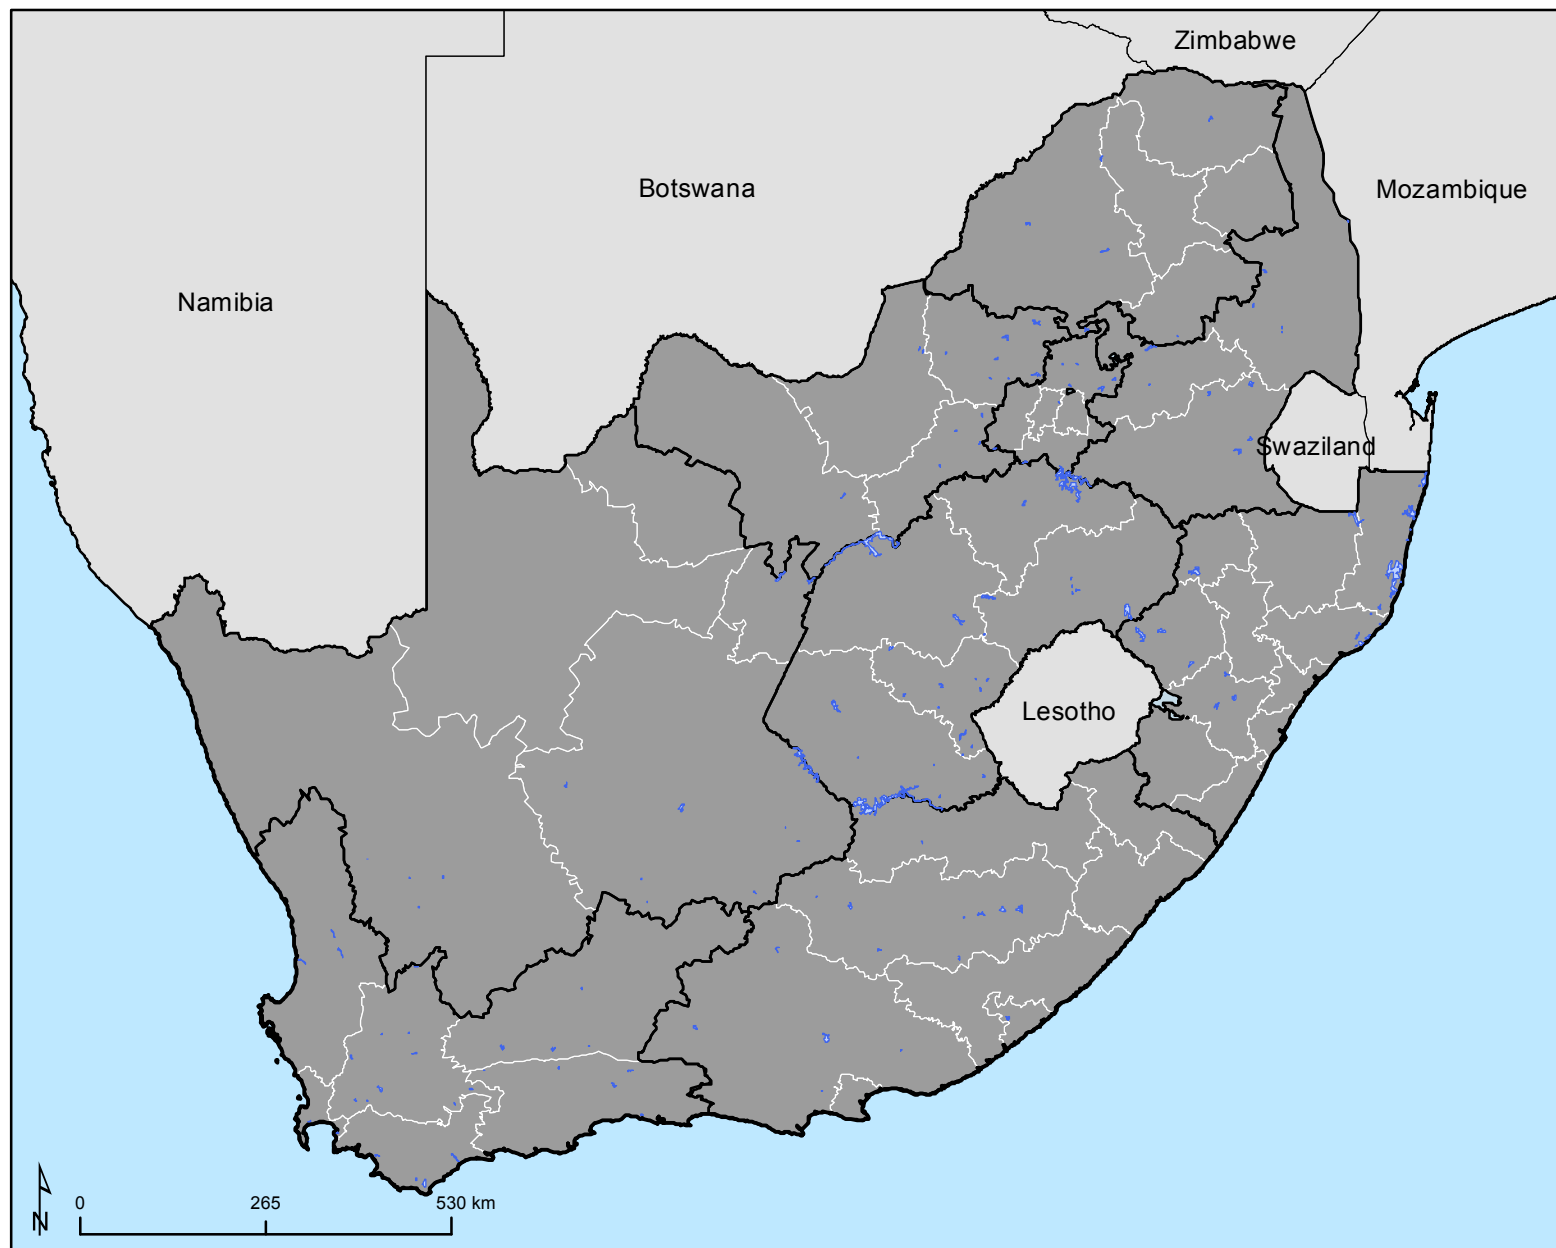 Zimbabwe
Botswana
Mozambique
Namibia
Swaziland
Lesotho
N
0 265 530 km